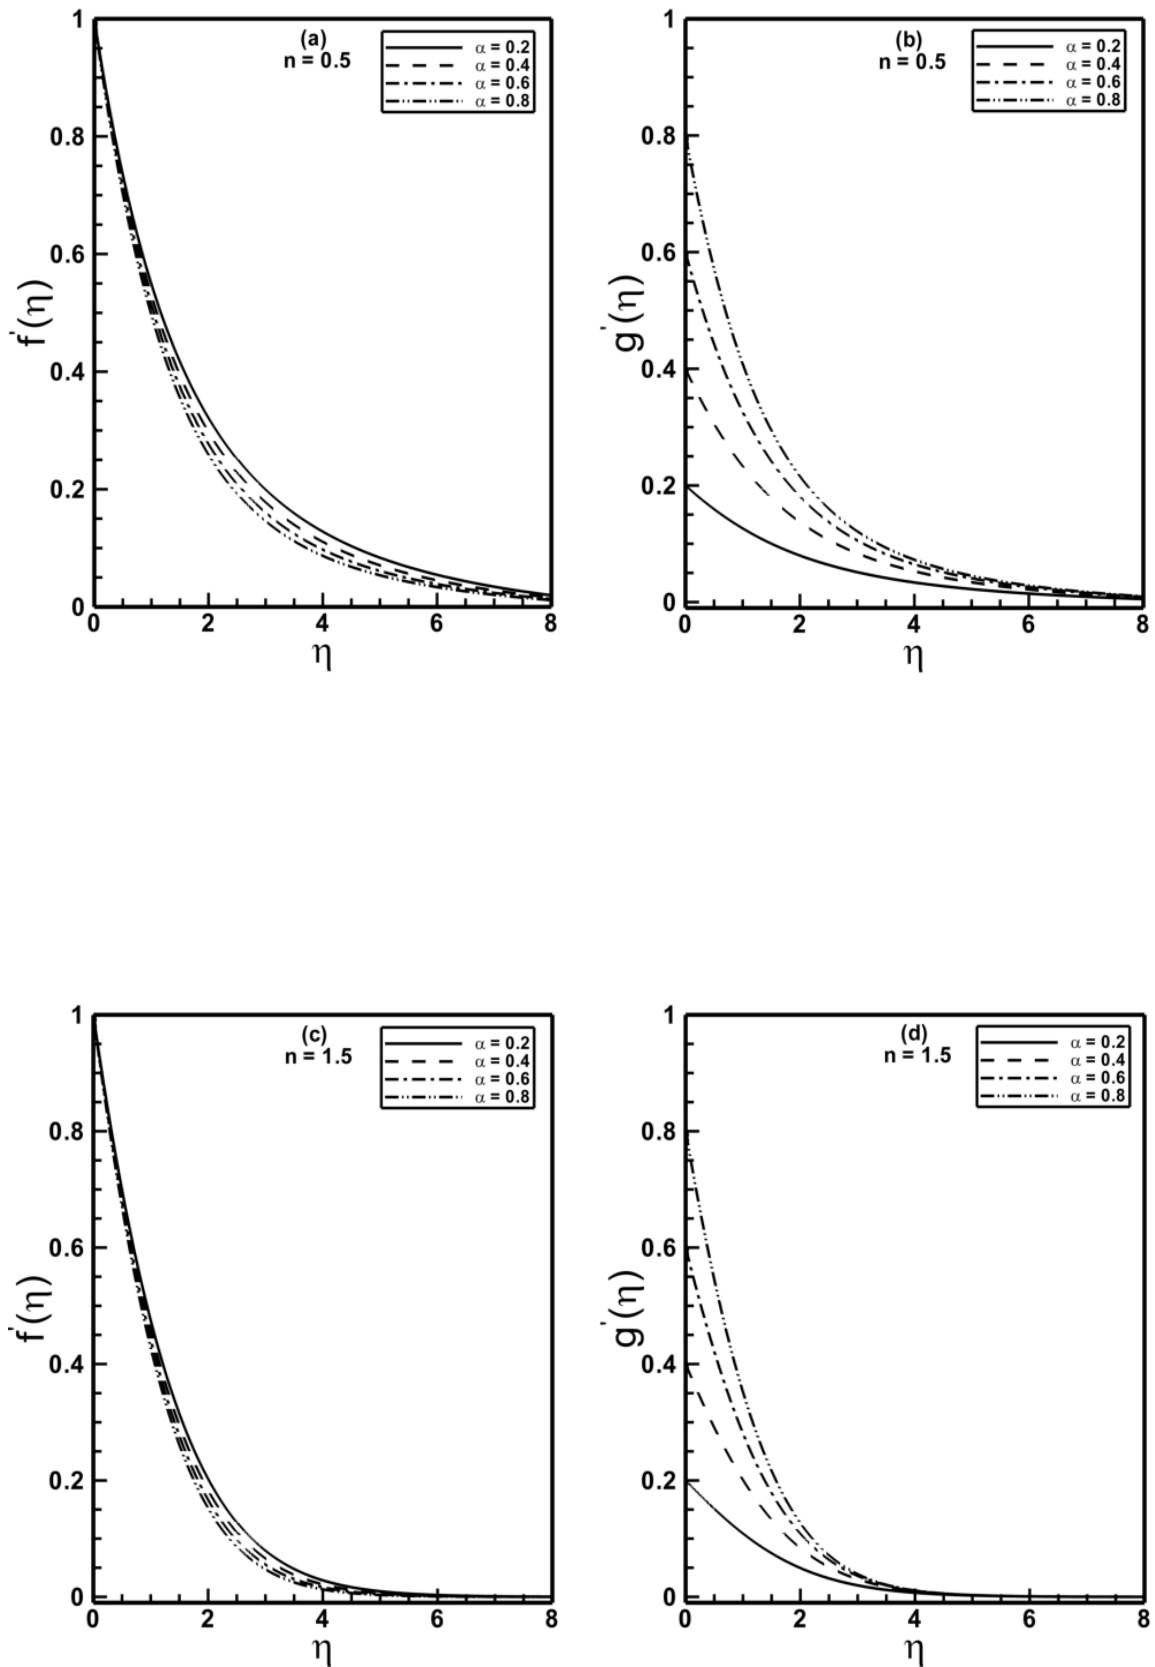 (a)
n = 0.5
α = 0.2
α = 0.4
α = 0.6
α = 0.8
1
0.8
0.6
0.4
0.2
0
f'(η)
0 2 4 6 8
η
(b)
n = 0.5
α = 0.2
α = 0.4
α = 0.6
α = 0.8
1
0.8
0.6
0.4
0.2
0
g'(η)
0 2 4 6 8
η
(c)
n = 1.5
α = 0.2
α = 0.4
α = 0.6
α = 0.8
1
0.8
0.6
0.4
0.2
0
f'(η)
0 2 4 6 8
η
(d)
n = 1.5
α = 0.2
α = 0.4
α = 0.6
α = 0.8
1
0.8
0.6
0.4
0.2
0
g'(η)
0 2 4 6 8
η